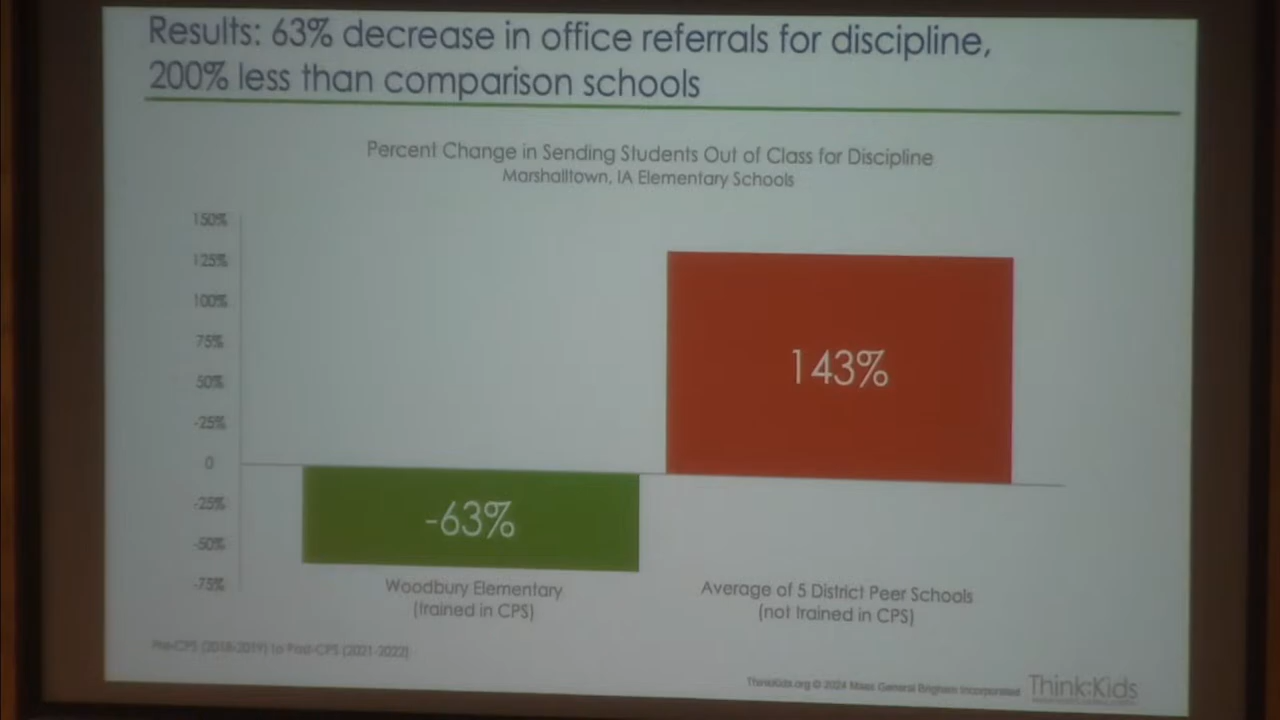 Results: 63% decrease in office referrals for discipline,
200% less than comparison schools
Percent Change in Sending Students Out of Class for Discipline
Marshalltown, IA Elementary Schools
150%
125%
100%
75%
50%
-25%
0
-25%
-50%
-75%
143%
-63%
Woodbury Elementary
(trained in CPS)
Average of 5 District Peer Schools
(not trained in CPS)
Pre-CPS (2018-2019) to Post-CPS (2021-2022)
ThinkKids.org © 2024 Mass General Brigham Incorporated
Think:Kids